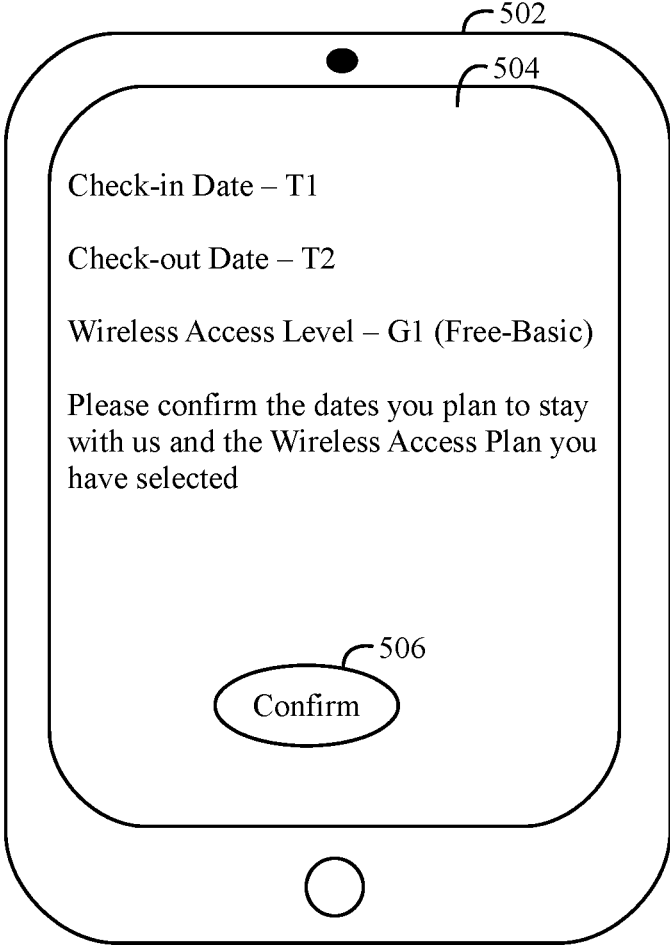 502
504
Check-in Date – T1
Check-out Date – T2
Wireless Access Level – G1 (Free-Basic)
Please confirm the dates you plan to stay
with us and the Wireless Access Plan you
have selected
506
Confirm